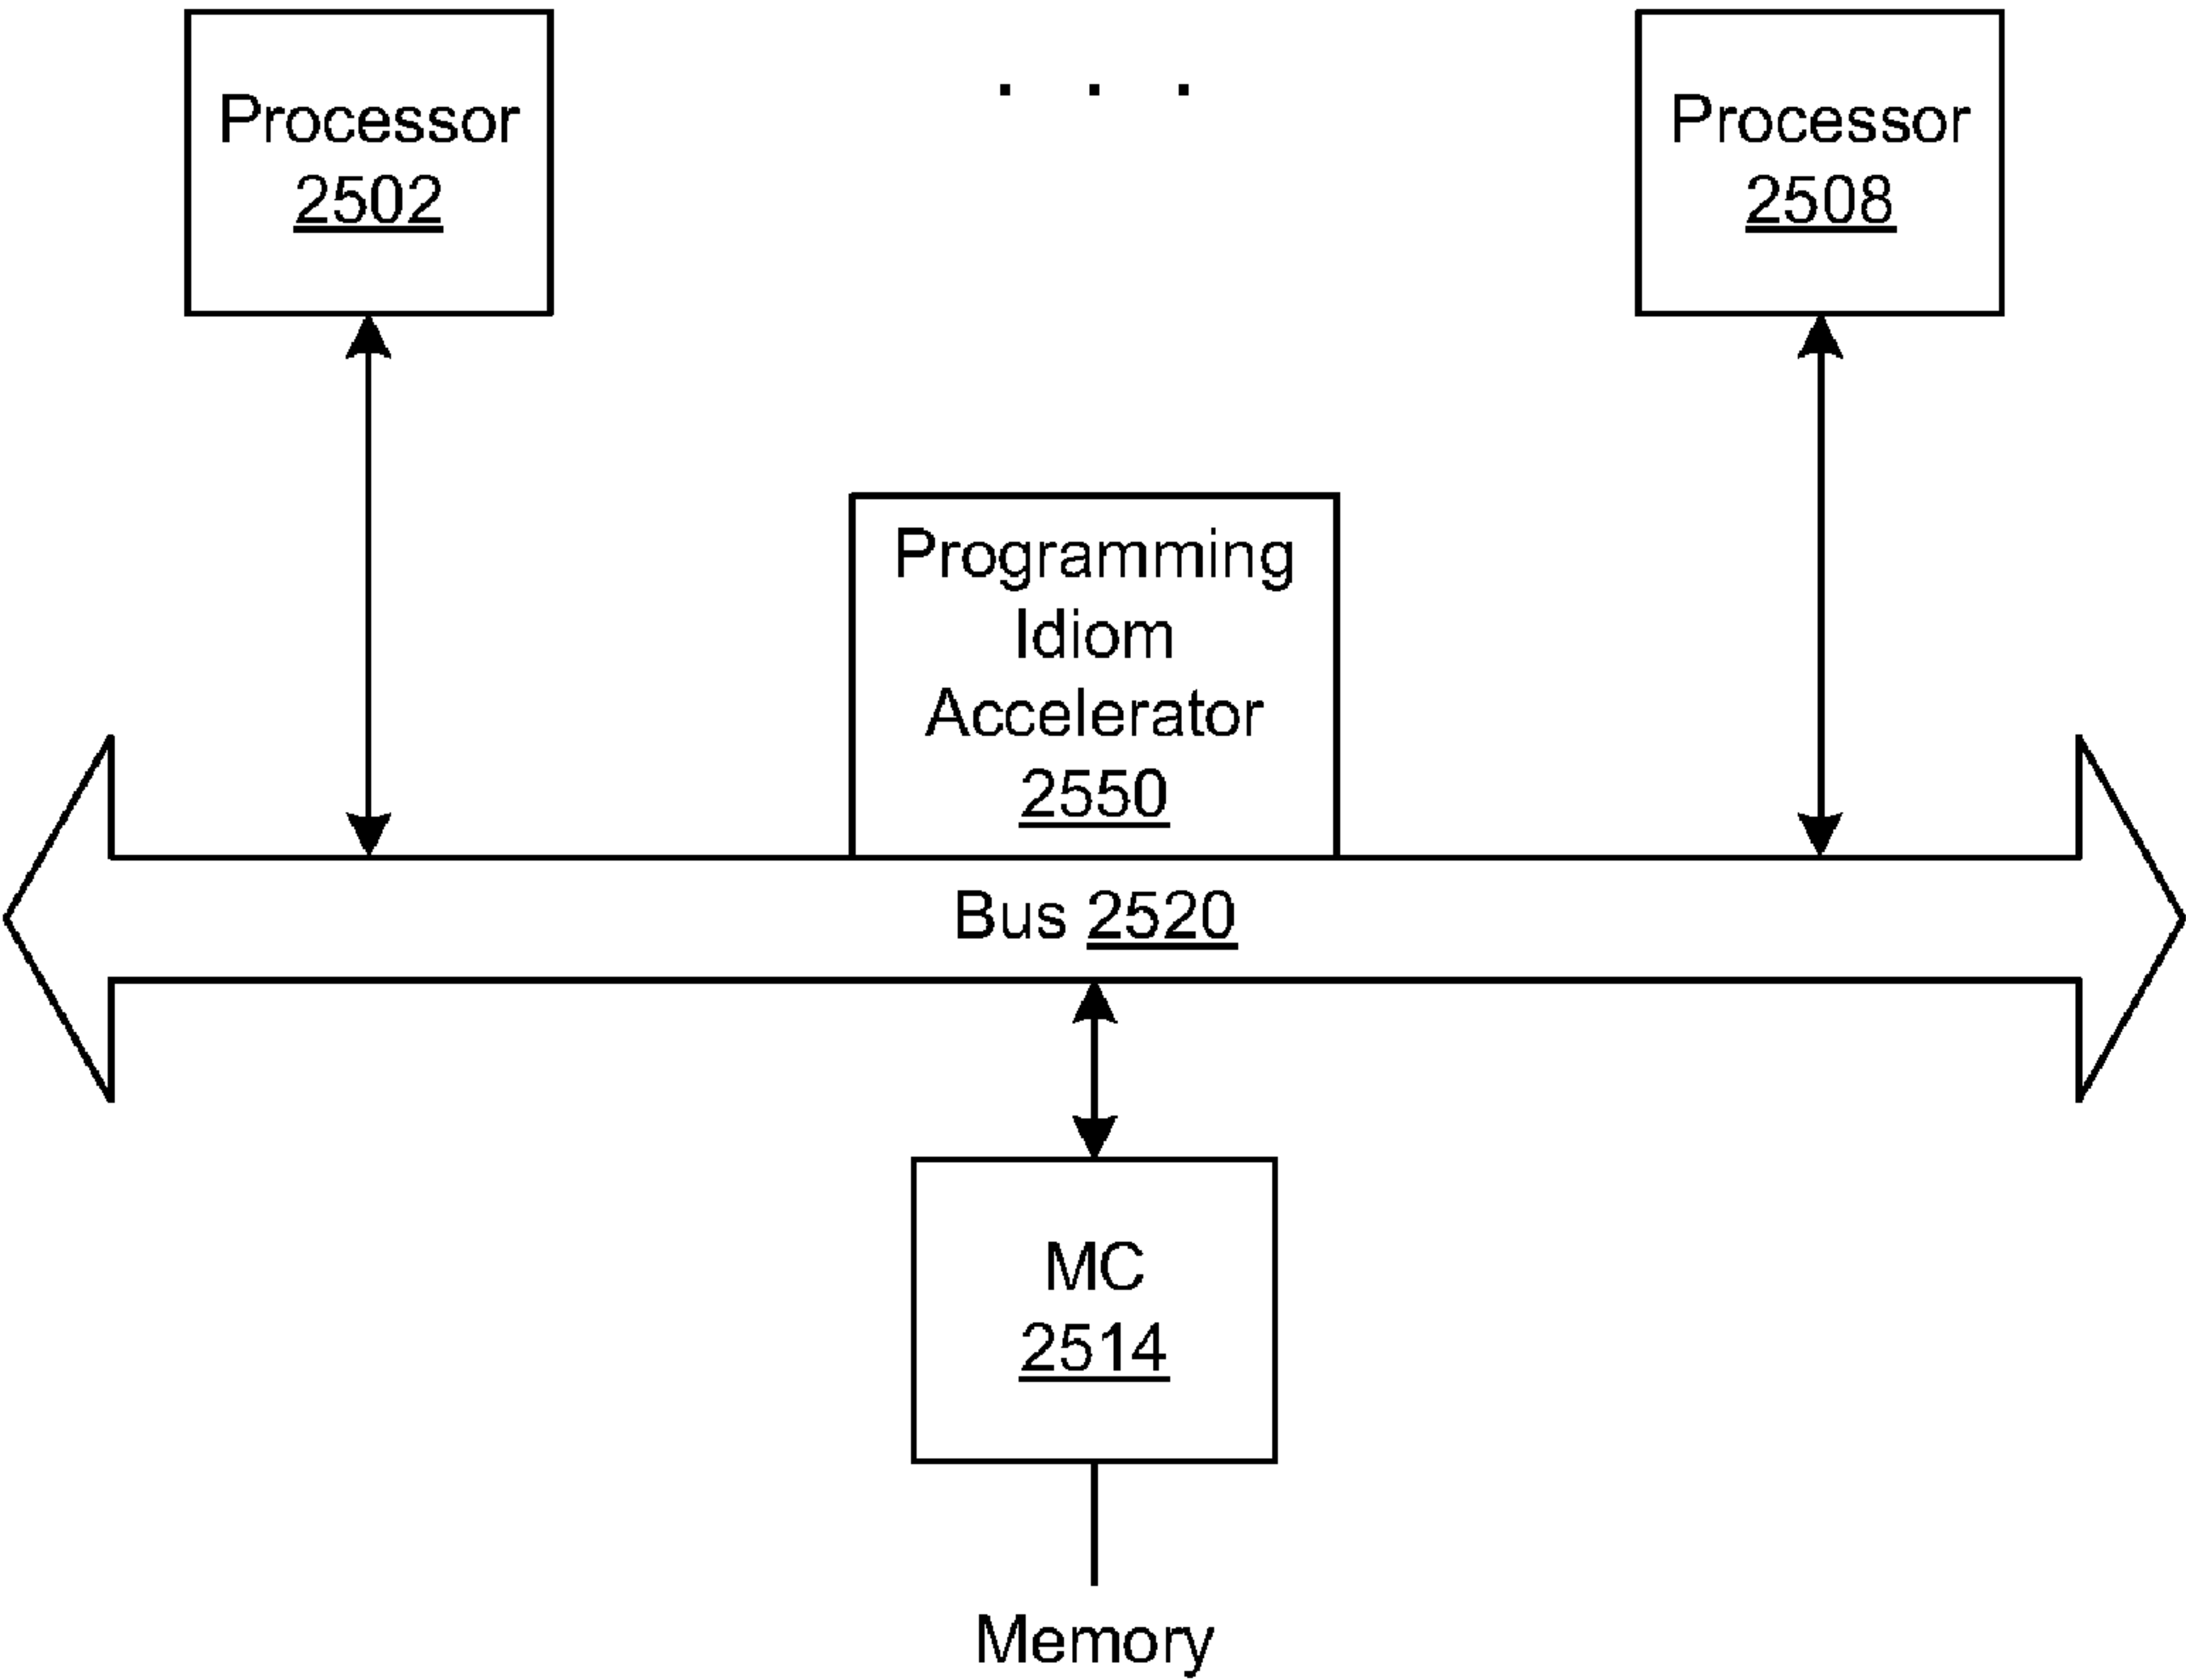 Processor
2502
. . .
Processor
2508
Programming
Idiom
Accelerator
2550
Bus 2520
MC
2514
Memory